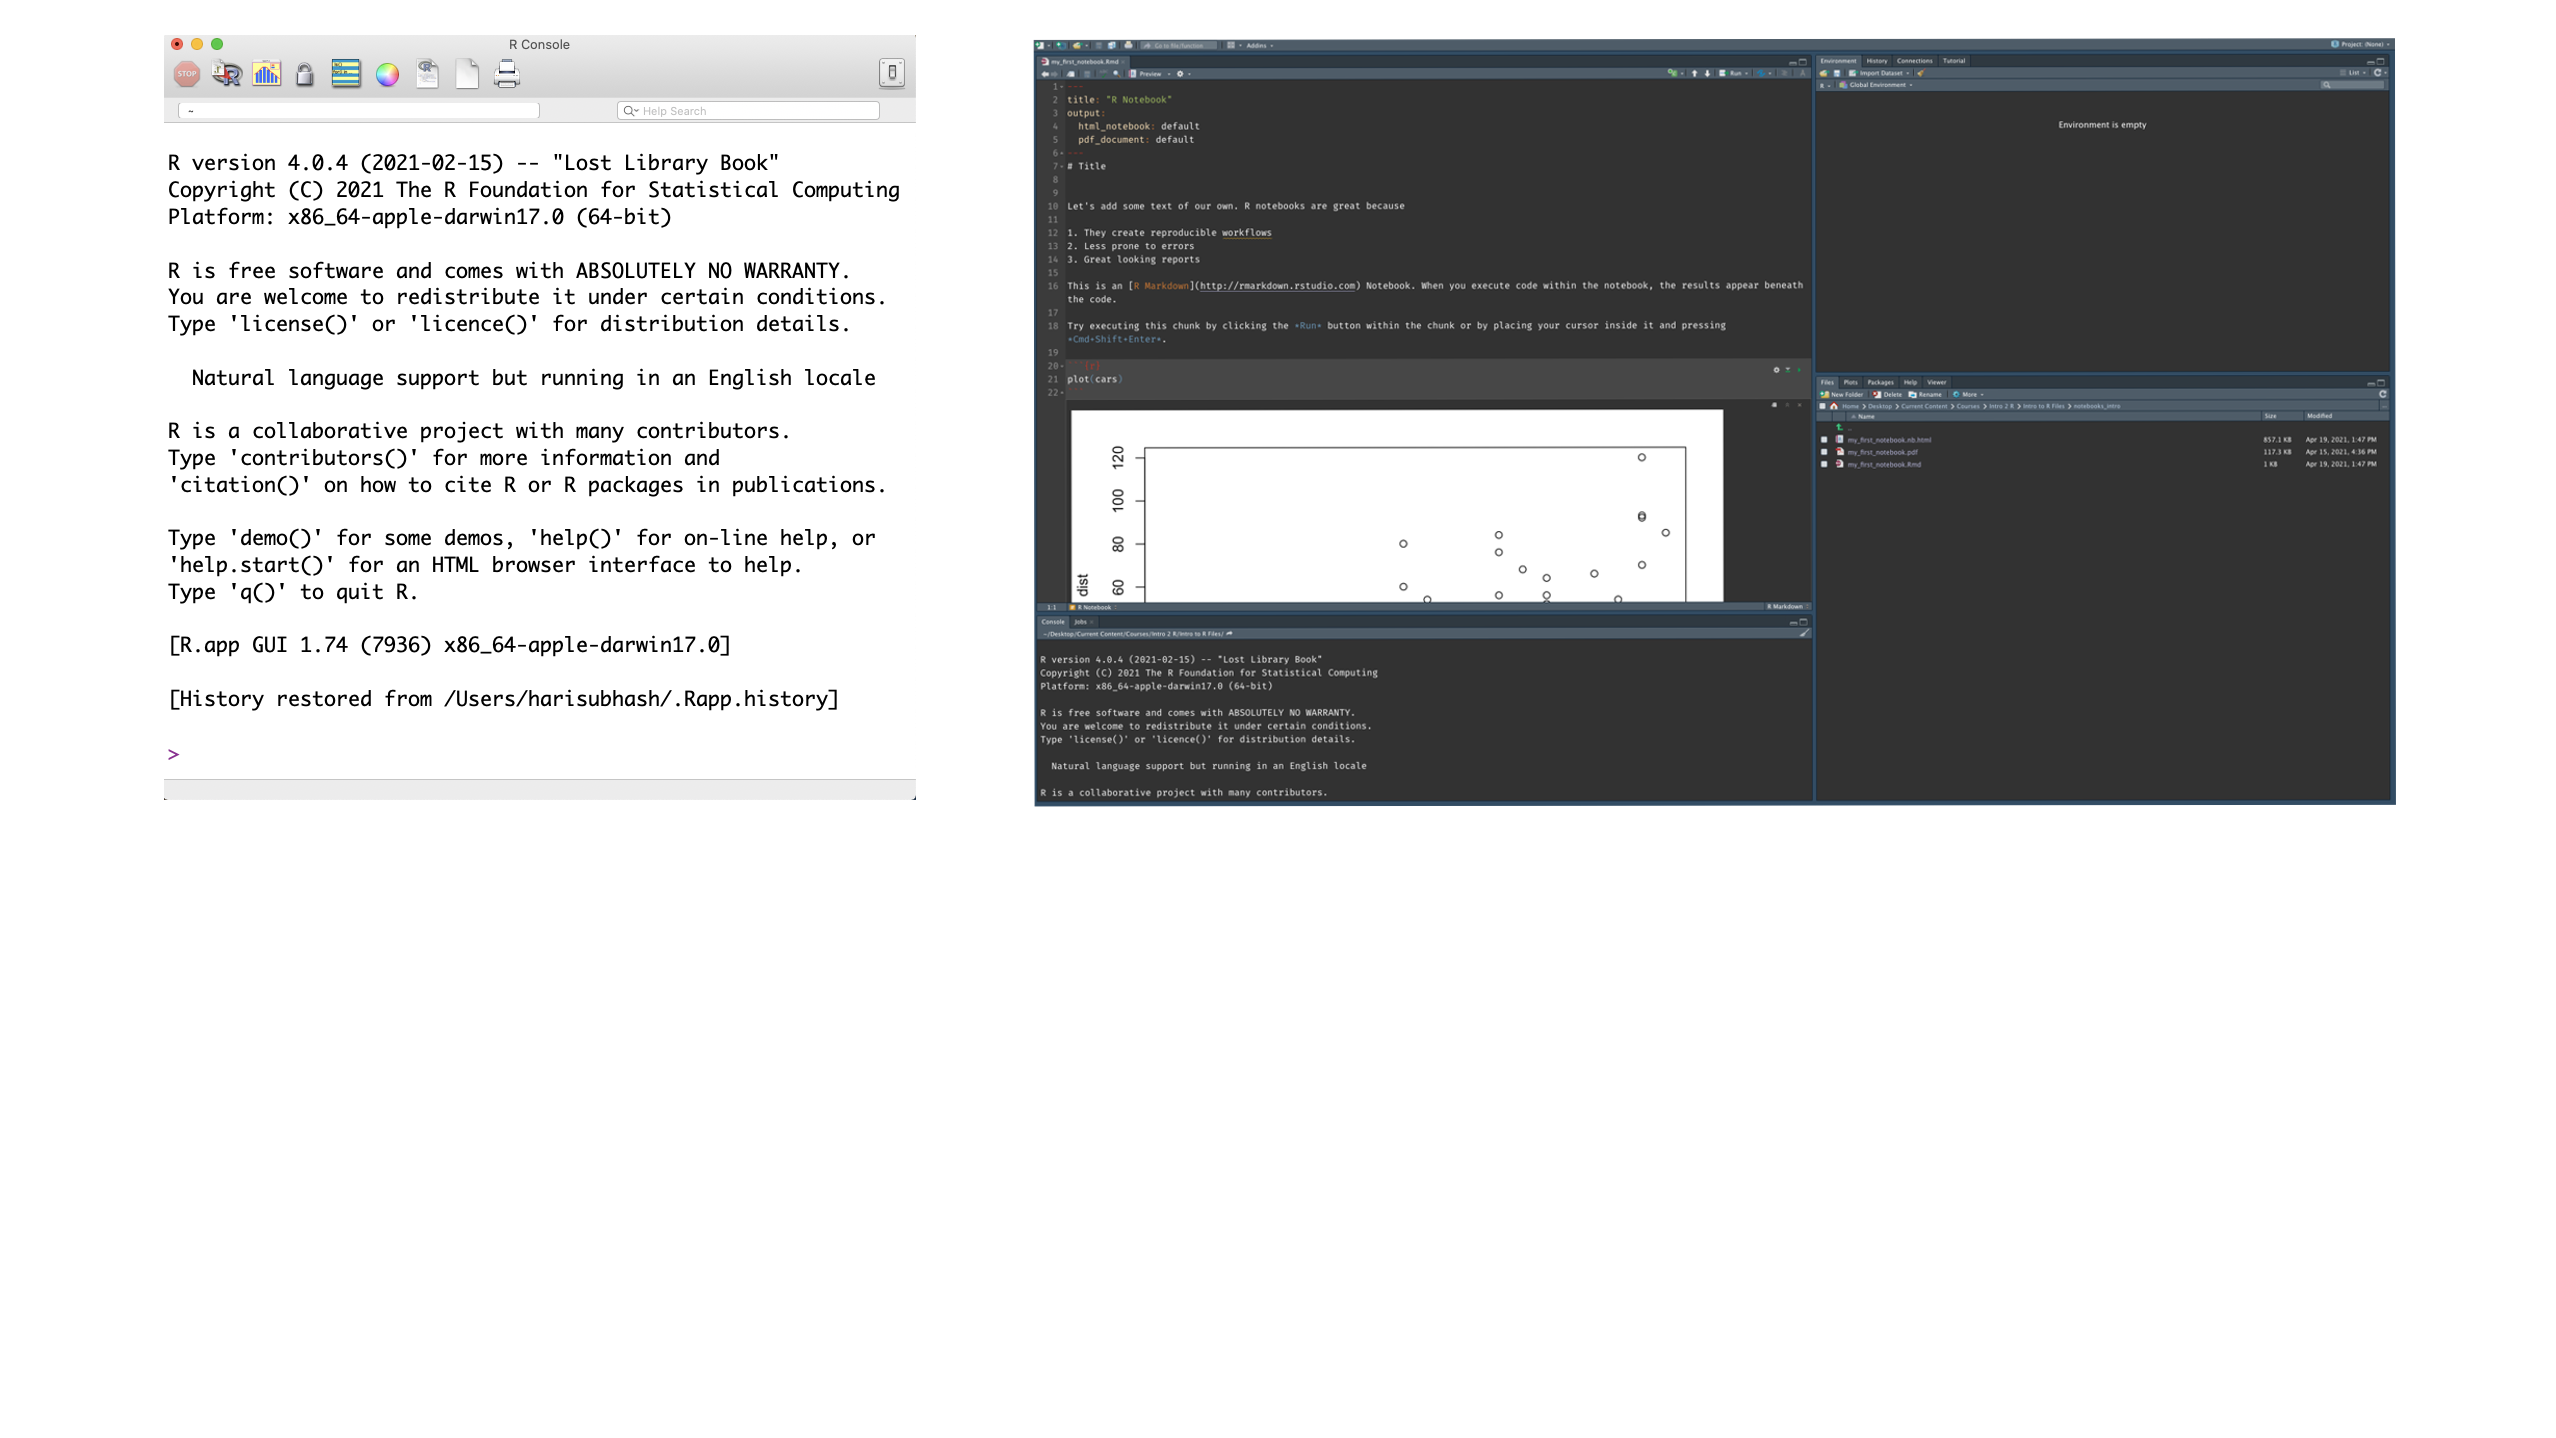 R Console
STOP
~
Help Search
R version 4.0.4 (2021-02-15) -- "Lost Library Book"
Copyright (C) 2021 The R Foundation for Statistical Computing
Platform: x86_64-apple-darwin17.0 (64-bit)
R is free software and comes with ABSOLUTELY NO WARRANTY.
You are welcome to redistribute it under certain conditions.
Type 'license()' or 'licence()' for distribution details.
Natural language support but running in an English locale
R is a collaborative project with many contributors.
Type 'contributors()' for more information and
'citation()' on how to cite R or R packages in publications.
Type 'demo()' for some demos, 'help()' for on-line help, or
'help.start()' for an HTML browser interface to help.
Type 'q()' to quit R.
[R.app GUI 1.74 (7936) x86_64-apple-darwin17.0]
[History restored from /Users/harisubhash/.Rapp.history]
>
Go to file/function Addins
Project: (None)
my_first_notebook.Rmd
Preview Run
1 ---
2 title: "R Notebook"
3 output:
4 html_notebook: default
5 pdf_document: default
6 ---
7 # Title
8
9
10 Let's add some text of our own. R notebooks are great because
11
12 1. They create reproducible workflows
13 2. Less prone to errors
14 3. Great looking reports
15
16 This is an [R Markdown](http://rmarkdown.rstudio.com) Notebook. When you execute code within the notebook, the results appear beneath
the code.
17
18 Try executing this chunk by clicking the *Run* button within the chunk or by placing your cursor inside it and pressing
*Cmd+Shift+Enter*.
19
20 {r}
21 plot(cars)
22
120
100
80
60
dist
1:1 R Notebook R Markdown
Console Jobs
~/Desktop/Current Content/Courses/Intro 2 R/Intro to R Files/
R version 4.0.4 (2021-02-15) -- "Lost Library Book"
Copyright (C) 2021 The R Foundation for Statistical Computing
Platform: x86_64-apple-darwin17.0 (64-bit)
R is free software and comes with ABSOLUTELY NO WARRANTY.
You are welcome to redistribute it under certain conditions.
Type 'license()' or 'licence()' for distribution details.
Natural language support but running in an English locale
R is a collaborative project with many contributors.
Environment History Connections Tutorial
Import Dataset List
R Global Environment
Environment is empty
Files Plots Packages Help Viewer
New Folder Delete Rename More
Home Desktop Current Content Courses Intro 2 R Intro to R Files notebooks_intro
Name Size Modified
..
my_first_notebook.nb.html 857.1 KB Apr 19, 2021, 1:47 PM
my_first_notebook.pdf 117.3 KB Apr 15, 2021, 4:36 PM
my_first_notebook.Rmd 1 KB Apr 19, 2021, 1:47 PM